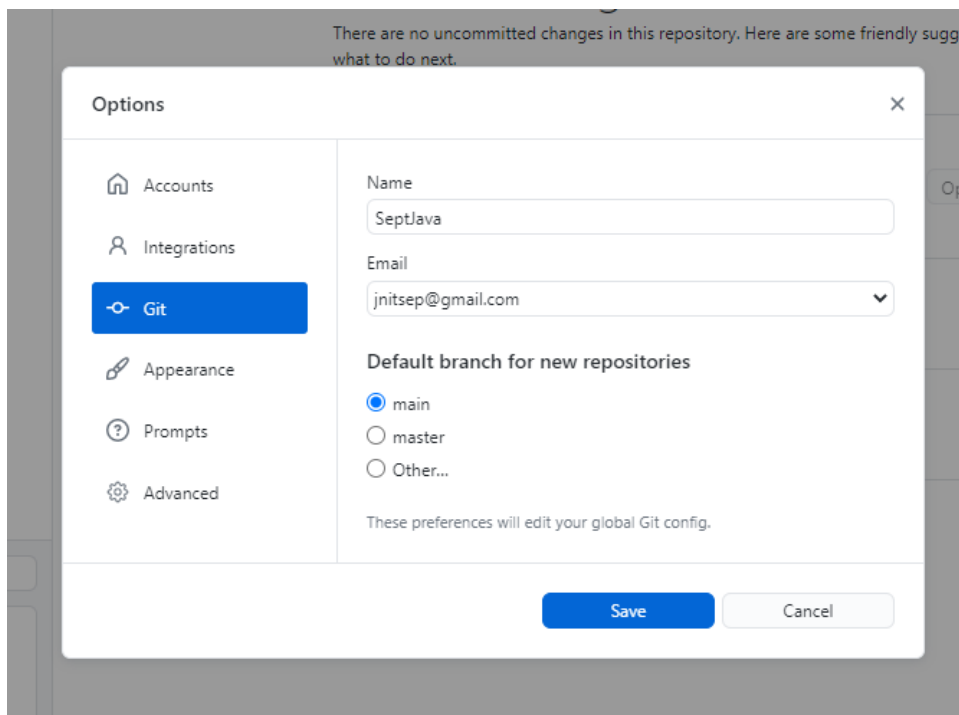 There are no uncommitted changes in this repository. Here are some friendly sugg
what to do next.
Options
Accounts
Integrations
Git
Appearance
Prompts
Advanced
Name
SeptJava
Email
jnitsep@gmail.com
Default branch for new repositories
main
master
Other...
These preferences will edit your global Git config.
Save
Cancel
Op